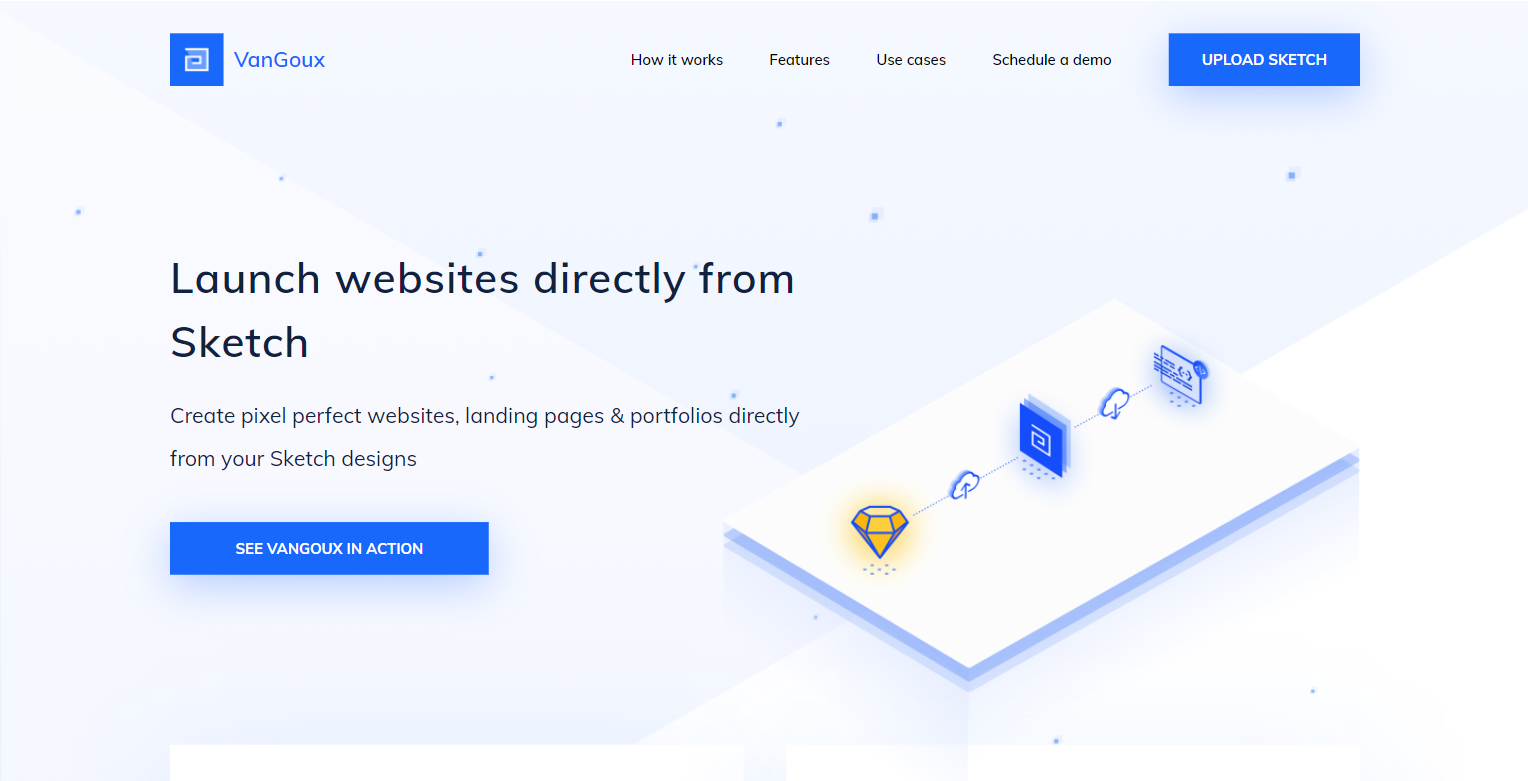 VanGoux
How it works
Features
Use cases
Schedule a demo
UPLOAD SKETCH
Launch websites directly from
Sketch
Create pixel perfect websites, landing pages & portfolios directly
from your Sketch designs
SEE VANGOUX IN ACTION